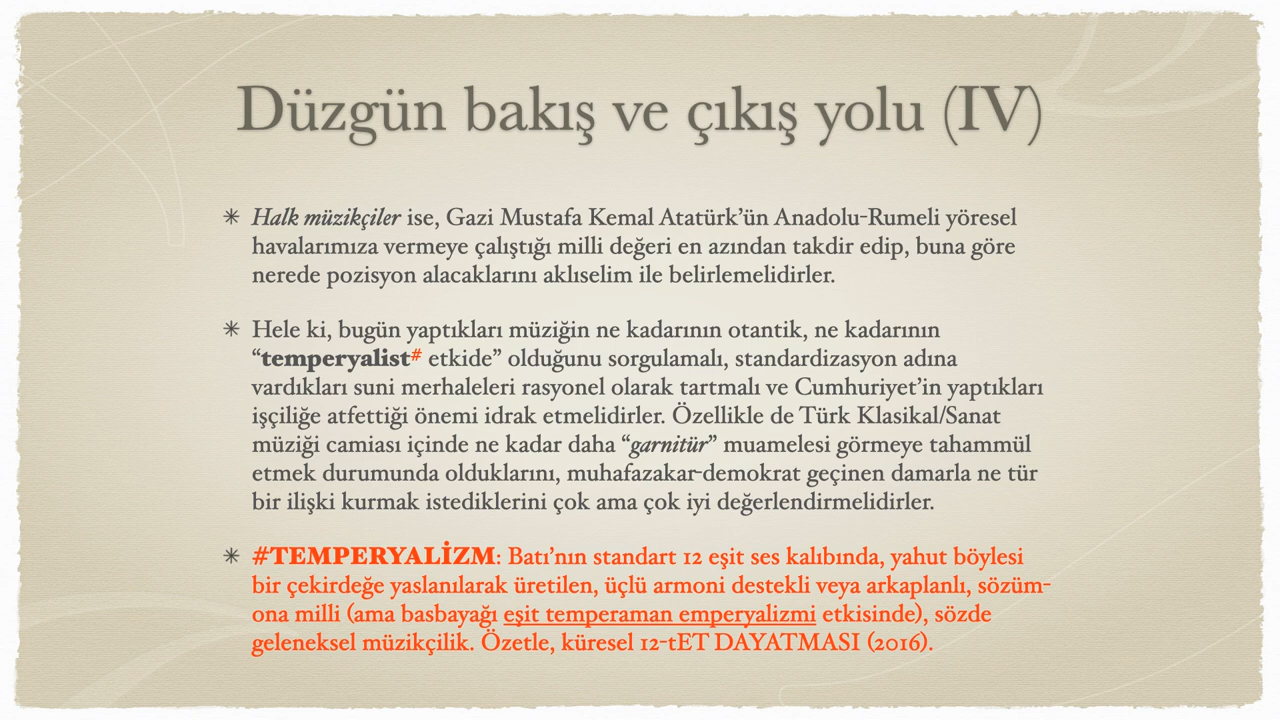 Düzgün bakış ve çıkış yolu (IV)
✳ Halk müzikçiler ise, Gazi Mustafa Kemal Atatürk’ün Anadolu-Rumeli yöresel
havalarımıza vermeye çalıştığı milli değeri en azından takdir edip, buna göre
nerede pozisyon alacaklarını aklıselim ile belirlemelidirler.
✳ Hele ki, bugün yaptıkları müziğin ne kadarının otantik, ne kadarının
“temperyalist# etkide” olduğunu sorgulamalı, standardizasyon adına
vardıkları suni merhaleleri rasyonel olarak tartmalı ve Cumhuriyet’in yaptıkları
işçiliğe atfettiği önemi idrak etmelidirler. Özellikle de Türk Klasikal/Sanat
müziği camiası içinde ne kadar daha “garnitür” muamelesi görmeye tahammül
etmek durumunda olduklarını, muhafazakar-demokrat geçinen damarla ne tür
bir ilişki kurmak istediklerini çok ama çok iyi değerlendirmelidirler.
✳ #TEMPERYALİZM: Batı’nın standart 12 eşit ses kalıbında, yahut böylesi
bir çekirdeğe yaslanılarak üretilen, üçlü armoni destekli veya arkaplanlı, sözüm-
ona milli (ama basbayağı eşit temperaman emperyalizmi etkisinde), sözde
geleneksel müzikçilik. Özetle, küresel 12-tET DAYATMASI (2016).